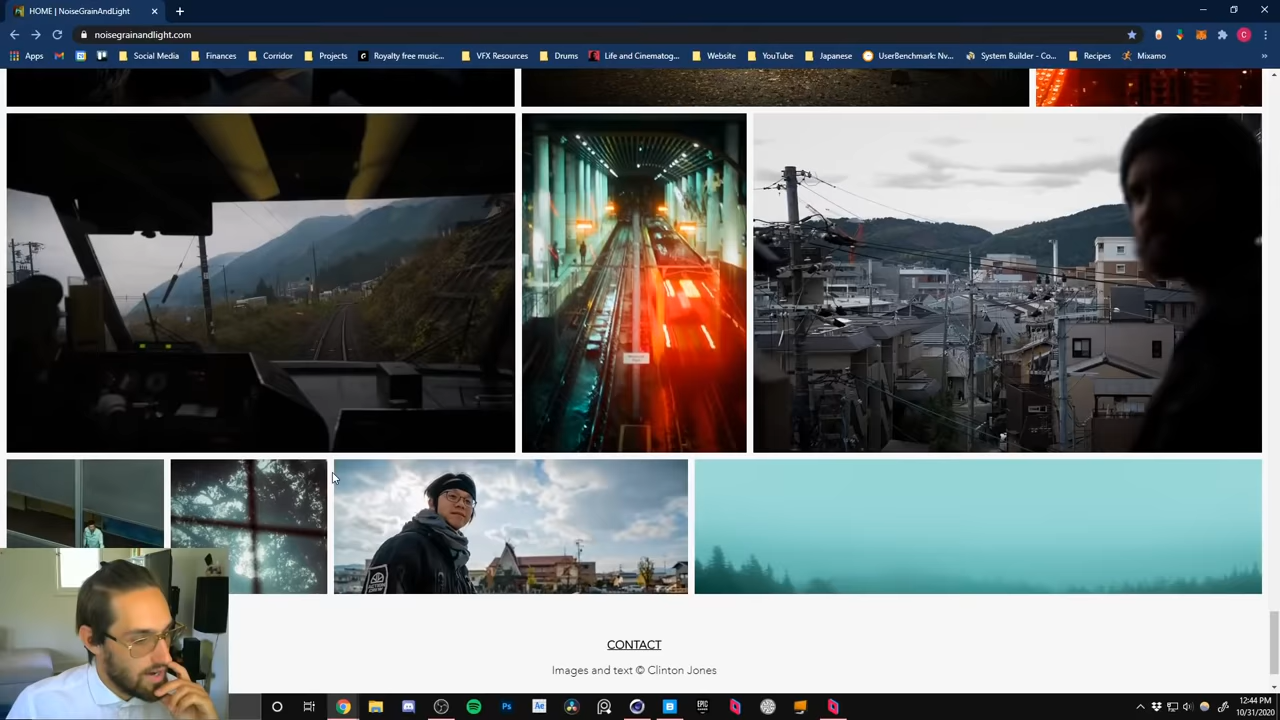 HOME | NoiseGrainAndLight
noisegrainandlight.com
Apps Social Media Finances Corridor Projects Royalty free music... VFX Resources Drums Life and Cinematog... Website YouTube Japanese UserBenchmark: Nv... System Builder - Co... Recipes Mixamo
CONTACT
Images and text © Clinton Jones
12:44 PM
10/31/2020